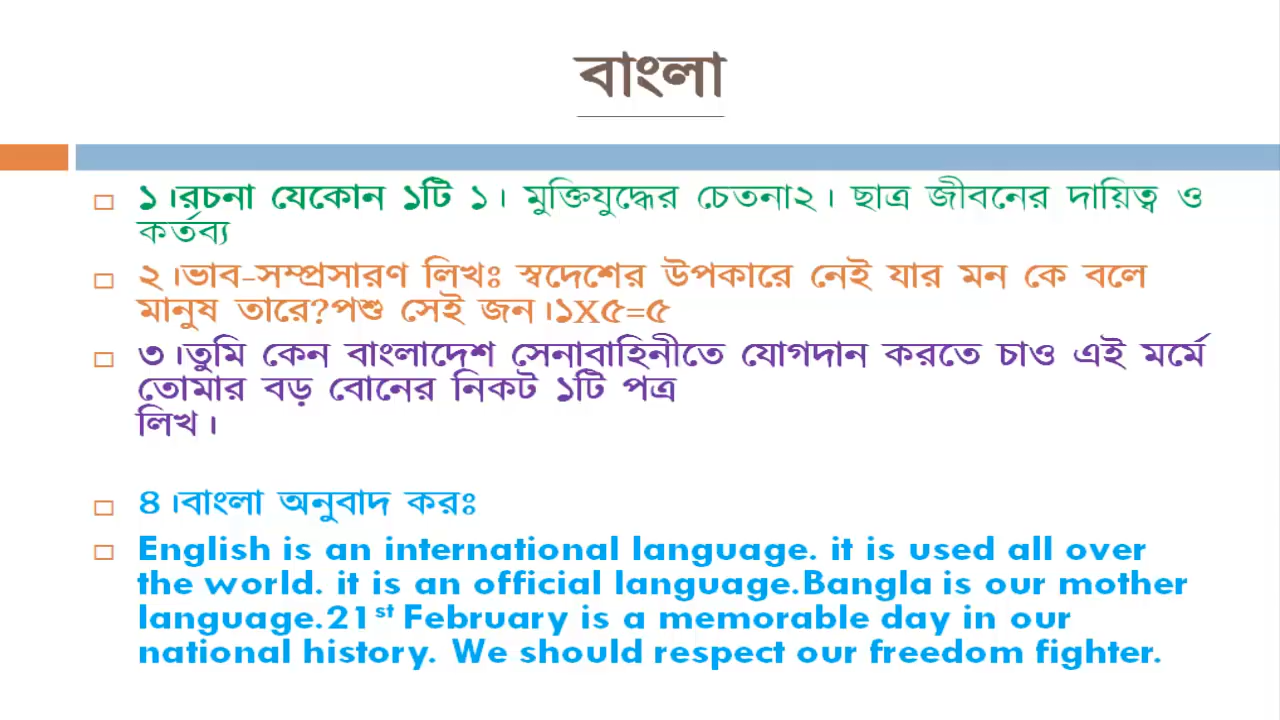 বাংলা
১।রচনা যেকোন ১টি ১। মুক্তিযুদ্ধের চেতনা২। ছাত্র জীবনের দায়িত্ব ও
কর্তব্য
২।ভাব-সম্প্রসারণ লিখঃ স্বদেশের উপকারে নেই যার মন কে বলে
মানুষ তারে?পশু সেই জন।১X৫=৫
৩।তুমি কেন বাংলাদেশ সেনাবাহিনীতে যোগদান করতে চাও এই মর্মে
তোমার বড় বোনের নিকট ১টি পত্র
লিখ।
৪।বাংলা অনুবাদ করঃ
English is an international language. it is used all over
the world. it is an official language.Bangla is our mother
language.21st February is a memorable day in our
national history. We should respect our freedom fighter.